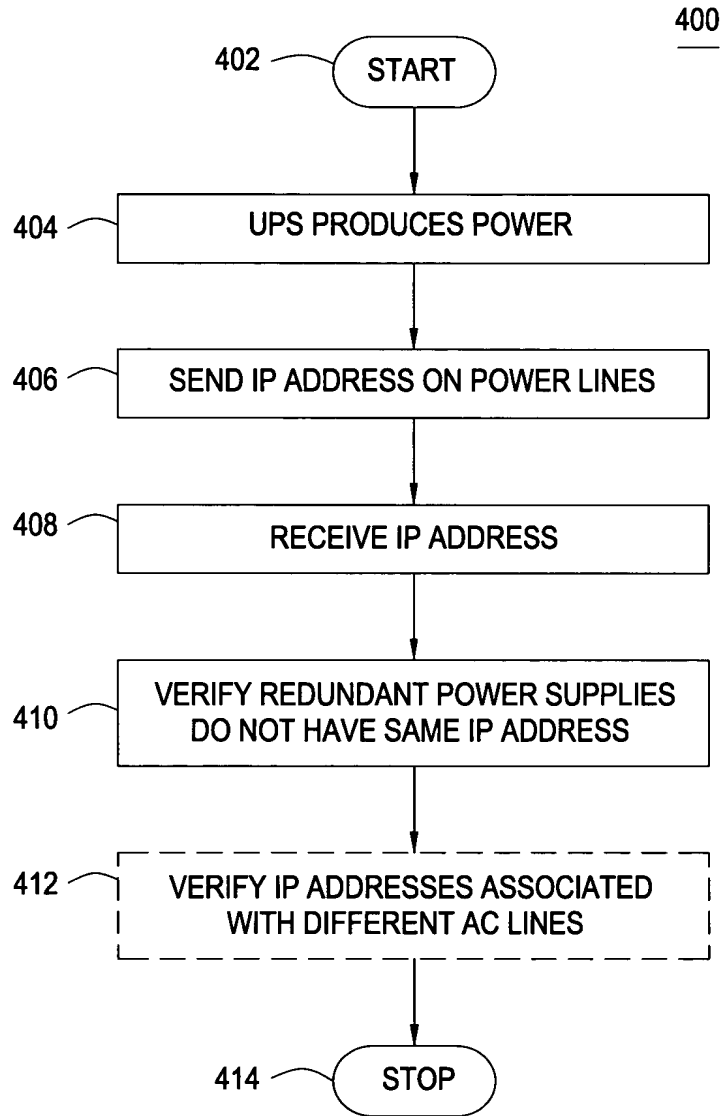 400
402
START
404
UPS PRODUCES POWER
406
SEND IP ADDRESS ON POWER LINES
408
RECEIVE IP ADDRESS
410
VERIFY REDUNDANT POWER SUPPLIES
DO NOT HAVE SAME IP ADDRESS
412
VERIFY IP ADDRESSES ASSOCIATED
WITH DIFFERENT AC LINES
414
STOP